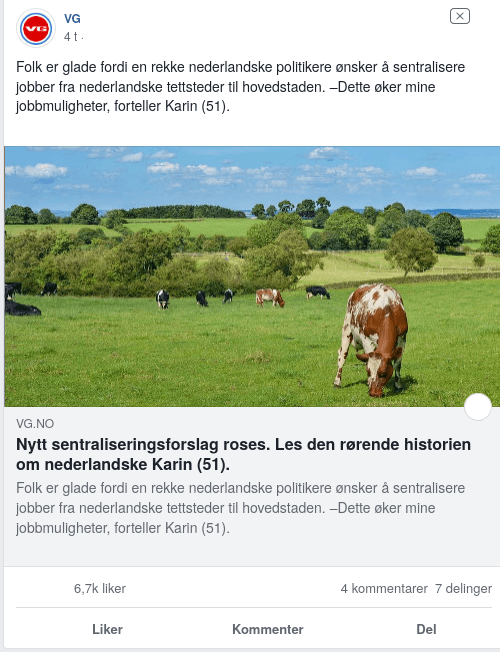 VG
VG
4 t ·
Folk er glade fordi en rekke nederlandske politikere ønsker å sentralisere
jobber fra nederlandske tettsteder til hovedstaden. –Dette øker mine
jobbmuligheter, forteller Karin (51).
VG.NO
Nytt sentraliseringsforslag roses. Les den rørende historien
om nederlandske Karin (51).
Folk er glade fordi en rekke nederlandske politikere ønsker å sentralisere
jobber fra nederlandske tettsteder til hovedstaden. –Dette øker mine
jobbmuligheter, forteller Karin (51).
6,7k liker
4 kommentarer 7 delinger
Liker
Kommenter
Del